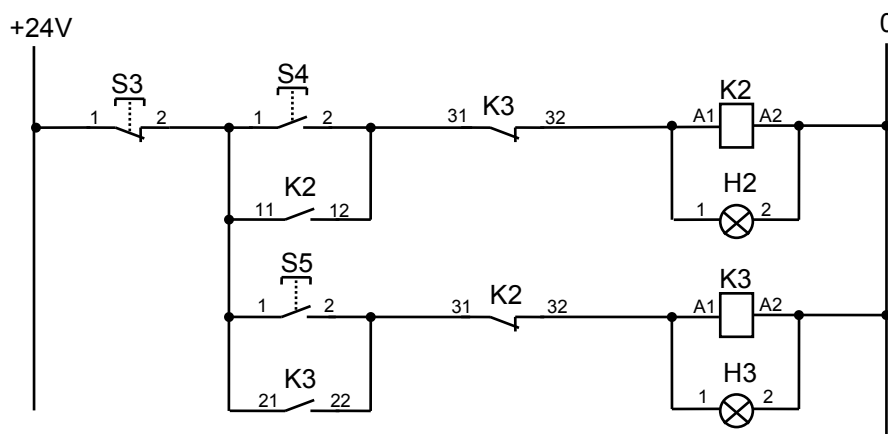 +24V 0
S3 S4 K3 K2
1 2 1 2 31 32 A1 A2
K2 H2
11 12 1 2
S5 K2 K3
1 2 31 32 A1 A2
K3 H3
21 22 1 2